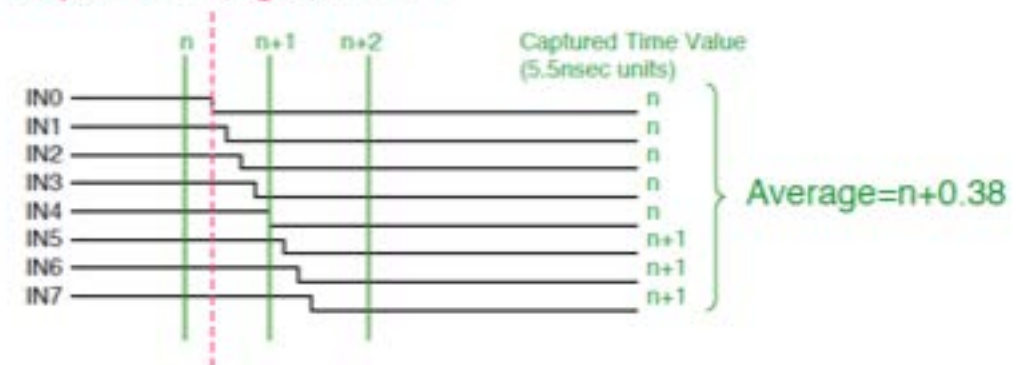 n n+1 n+2 Captured Time Value
(5.5nsec units)
IN0 n
IN1 n
IN2 n
IN3 n
IN4 n
IN5 n+1
IN6 n+1
IN7 n+1
Average=n+0.38